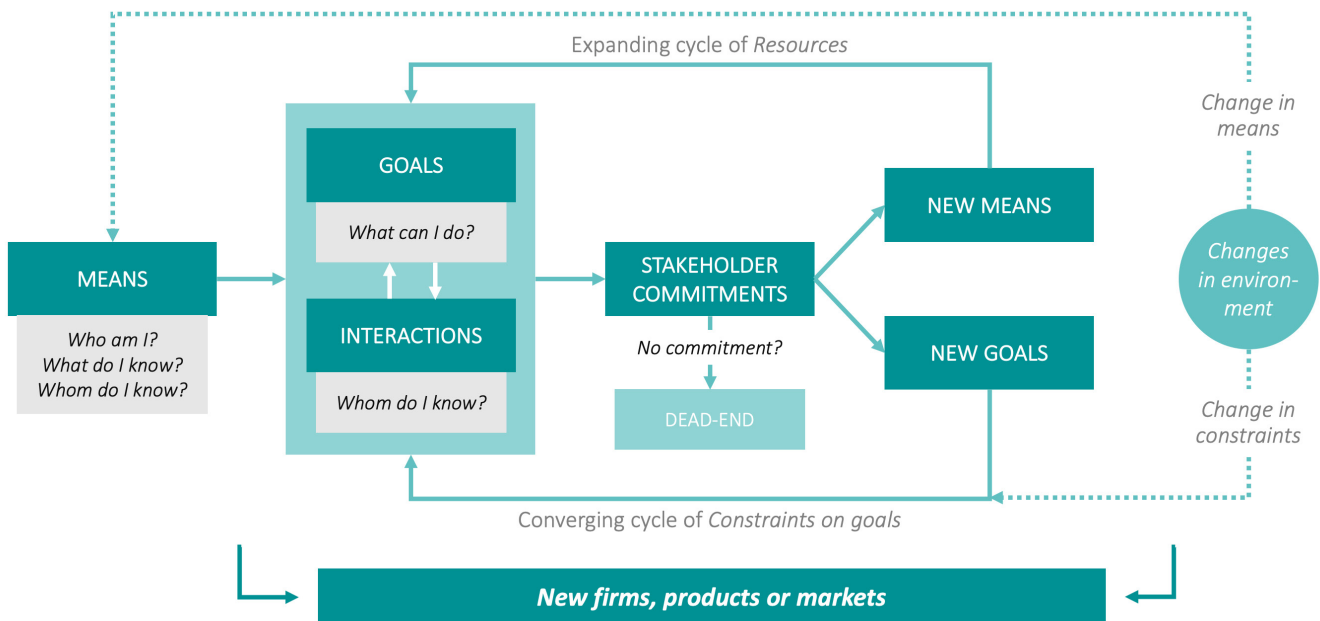 Expanding cycle of Resources
Change in
means
GOALS
What can I do?
NEW MEANS
MEANS
Who am I?
What do I know?
Whom do I know?
STAKEHOLDER
COMMITMENTS
Changes
in environ-
ment
INTERACTIONS
Whom do I know?
No commitment?
NEW GOALS
DEAD-END
Change in
constraints
Converging cycle of Constraints on goals
New firms, products or markets